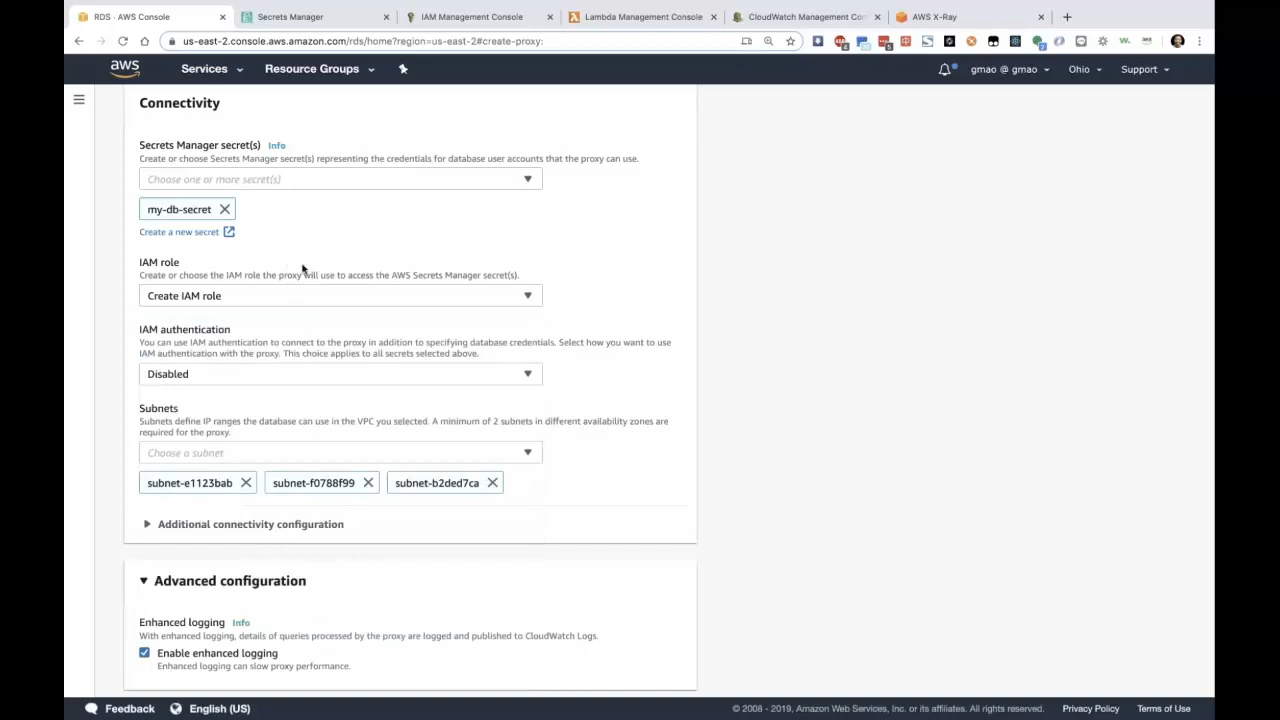 RDS · AWS Console
Secrets Manager
IAM Management Console
Lambda Management Console
CloudWatch Management Con
AWS X-Ray
us-east-2.console.aws.amazon.com/rds/home?region=us-east-2#create-proxy:
aws
Services
Resource Groups
gmao @ gmao
Ohio
Support
Connectivity
Secrets Manager secret(s) Info
Create or choose Secrets Manager secret(s) representing the credentials for database user accounts that the proxy can use.
Choose one or more secret(s)
my-db-secret
Create a new secret
IAM role
Create or choose the IAM role the proxy will use to access the AWS Secrets Manager secret(s).
Create IAM role
IAM authentication
You can use IAM authentication to connect to the proxy in addition to specifying database credentials. Select how you want to use
IAM authentication with the proxy. This choice applies to all secrets selected above.
Disabled
Subnets
Subnets define IP ranges the database can use in the VPC you selected. A minimum of 2 subnets in different availability zones are
required for the proxy.
Choose a subnet
subnet-e1123bab
subnet-f0788f99
subnet-b2ded7ca
Additional connectivity configuration
Advanced configuration
Enhanced logging Info
With enhanced logging, details of queries processed by the proxy are logged and published to CloudWatch Logs.
Enable enhanced logging
Enhanced logging can slow proxy performance.
Feedback
English (US)
© 2008 - 2019, Amazon Web Services, Inc. or its affiliates. All rights reserved.
Privacy Policy
Terms of Use